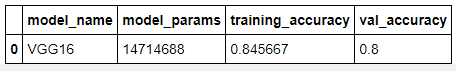 model_name model_params training_accuracy val_accuracy
0 VGG16 14714688 0.845667 0.8